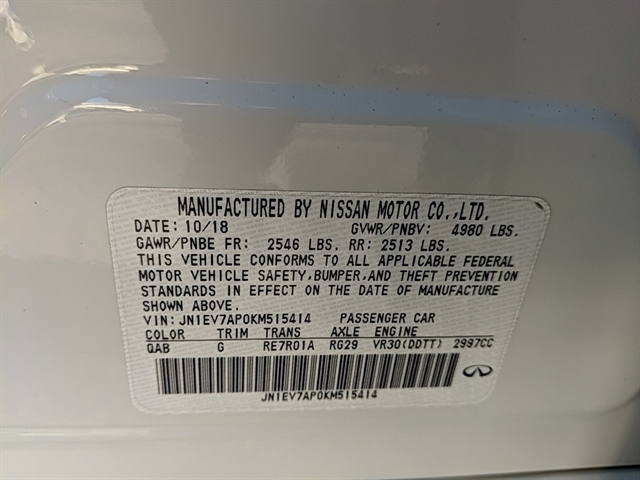 MANUFACTURED BY NISSAN MOTOR CO.,LTD.
DATE: 10/18 GVWR/PNBV: 4980 LBS.
GAWR/PNBE FR: 2546 LBS. RR: 2513 LBS.
THIS VEHICLE CONFORMS TO ALL APPLICABLE FEDERAL
MOTOR VEHICLE SAFETY,BUMPER,AND THEFT PREVENTION
STANDARDS IN EFFECT ON THE DATE OF MANUFACTURE
SHOWN ABOVE.
VIN: JN1EV7AP0KM515414 PASSENGER CAR
COLOR TRIM TRANS AXLE ENGINE
QAB G RE7R01A RG29 VR30(DDTT) 2997CC
JN1EV7AP0KM515414